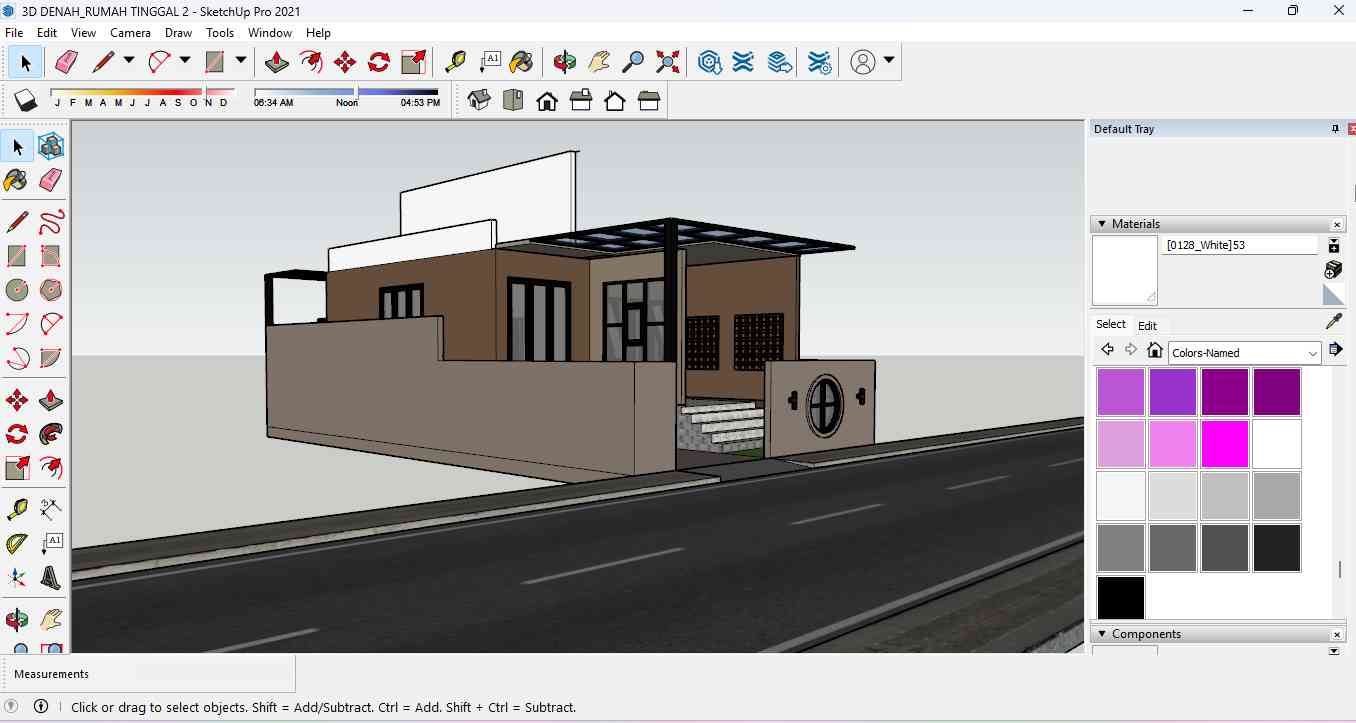 3D DENAH_RUMAH TINGGAL 2 - SketchUp Pro 2021
File Edit View Camera Draw Tools Window Help
A1
J F M A M J J A S O N D
06:34 AM Noon 04:53 PM
Default Tray
Materials
[0128_White]53
Select Edit
Colors-Named
A1
Components
Measurements
Click or drag to select objects. Shift = Add/Subtract. Ctrl = Add. Shift + Ctrl = Subtract.